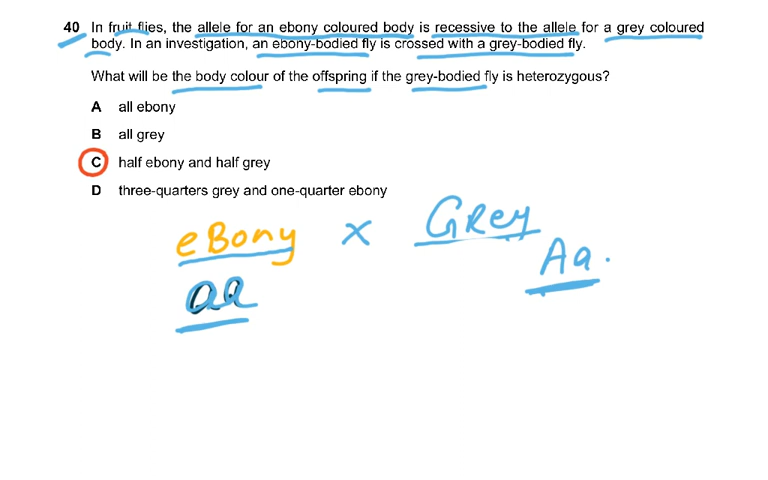 40 In fruit flies, the allele for an ebony coloured body is recessive to the allele for a grey coloured
body. In an investigation, an ebony-bodied fly is crossed with a grey-bodied fly.
What will be the body colour of the offspring if the grey-bodied fly is heterozygous?
A all ebony
B all grey
C half ebony and half grey
D three-quarters grey and one-quarter ebony
eBony x GRey
aa Aa.